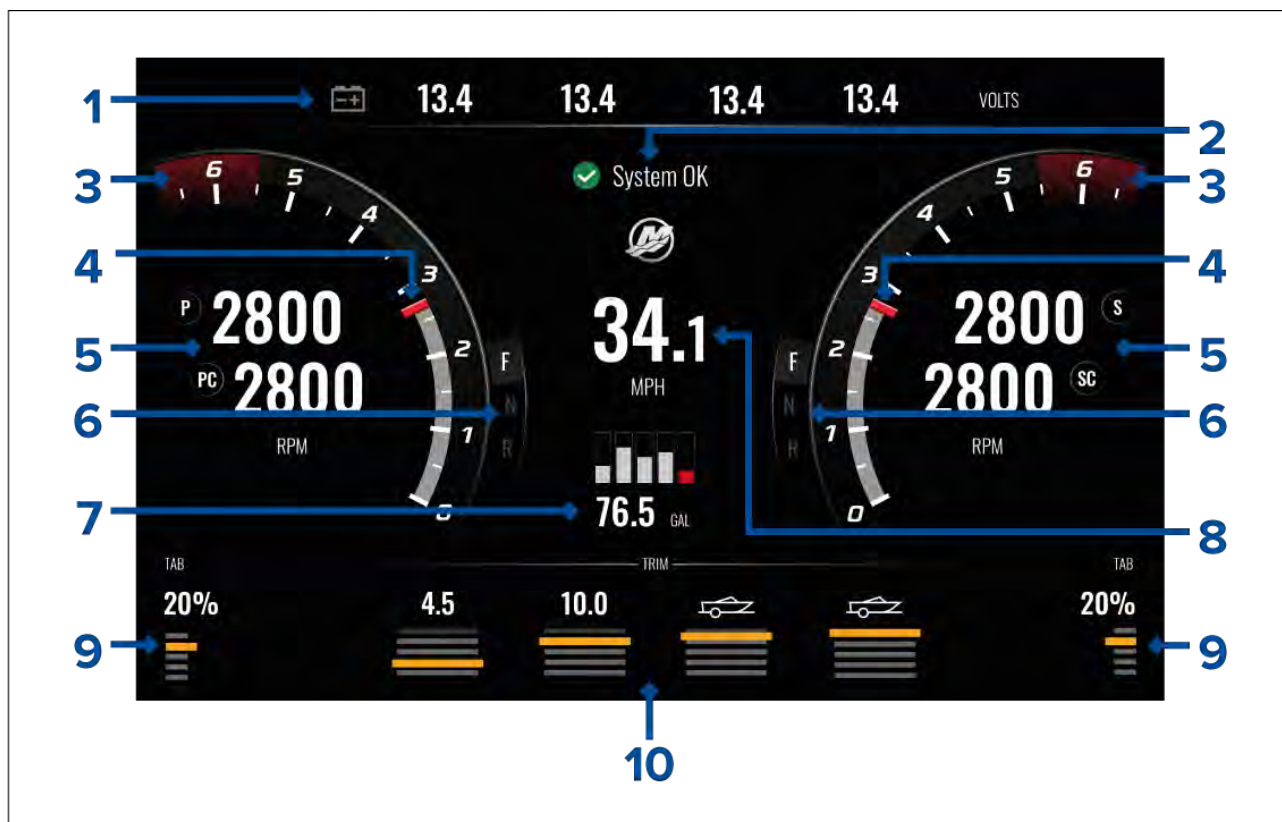 1
13.4 13.4 13.4 13.4 VOLTS
2
System OK
3
6 5 4 3 2 1 0
5 6
4 3 2 1 0
3
4
4
P 2800
PC 2800
RPM
5
34.1
MPH
2800 S
2800 SC
RPM
5
F
N
R
6
F
N
R
6
7
76.5 GAL
8
TAB
20%
9
TRIM
4.5 10.0
10
TAB
20%
9